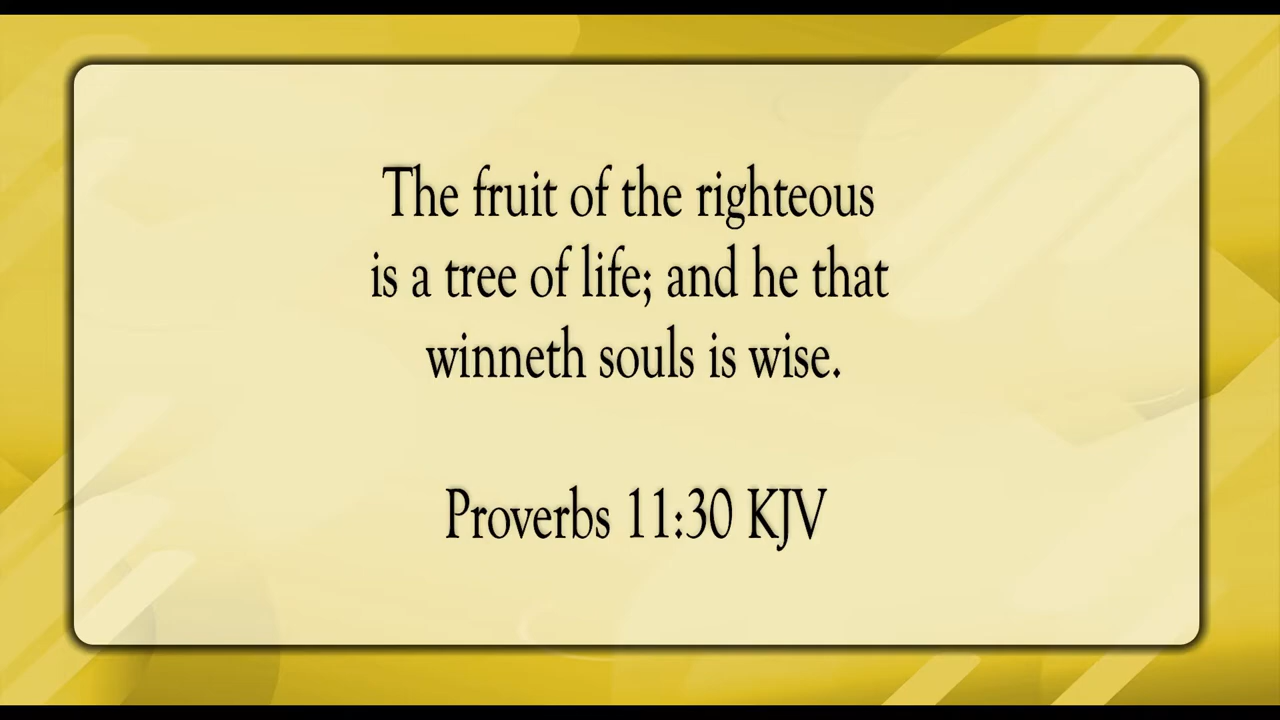 The fruit of the righteous
is a tree of life; and he that
winneth souls is wise.
Proverbs 11:30 KJV